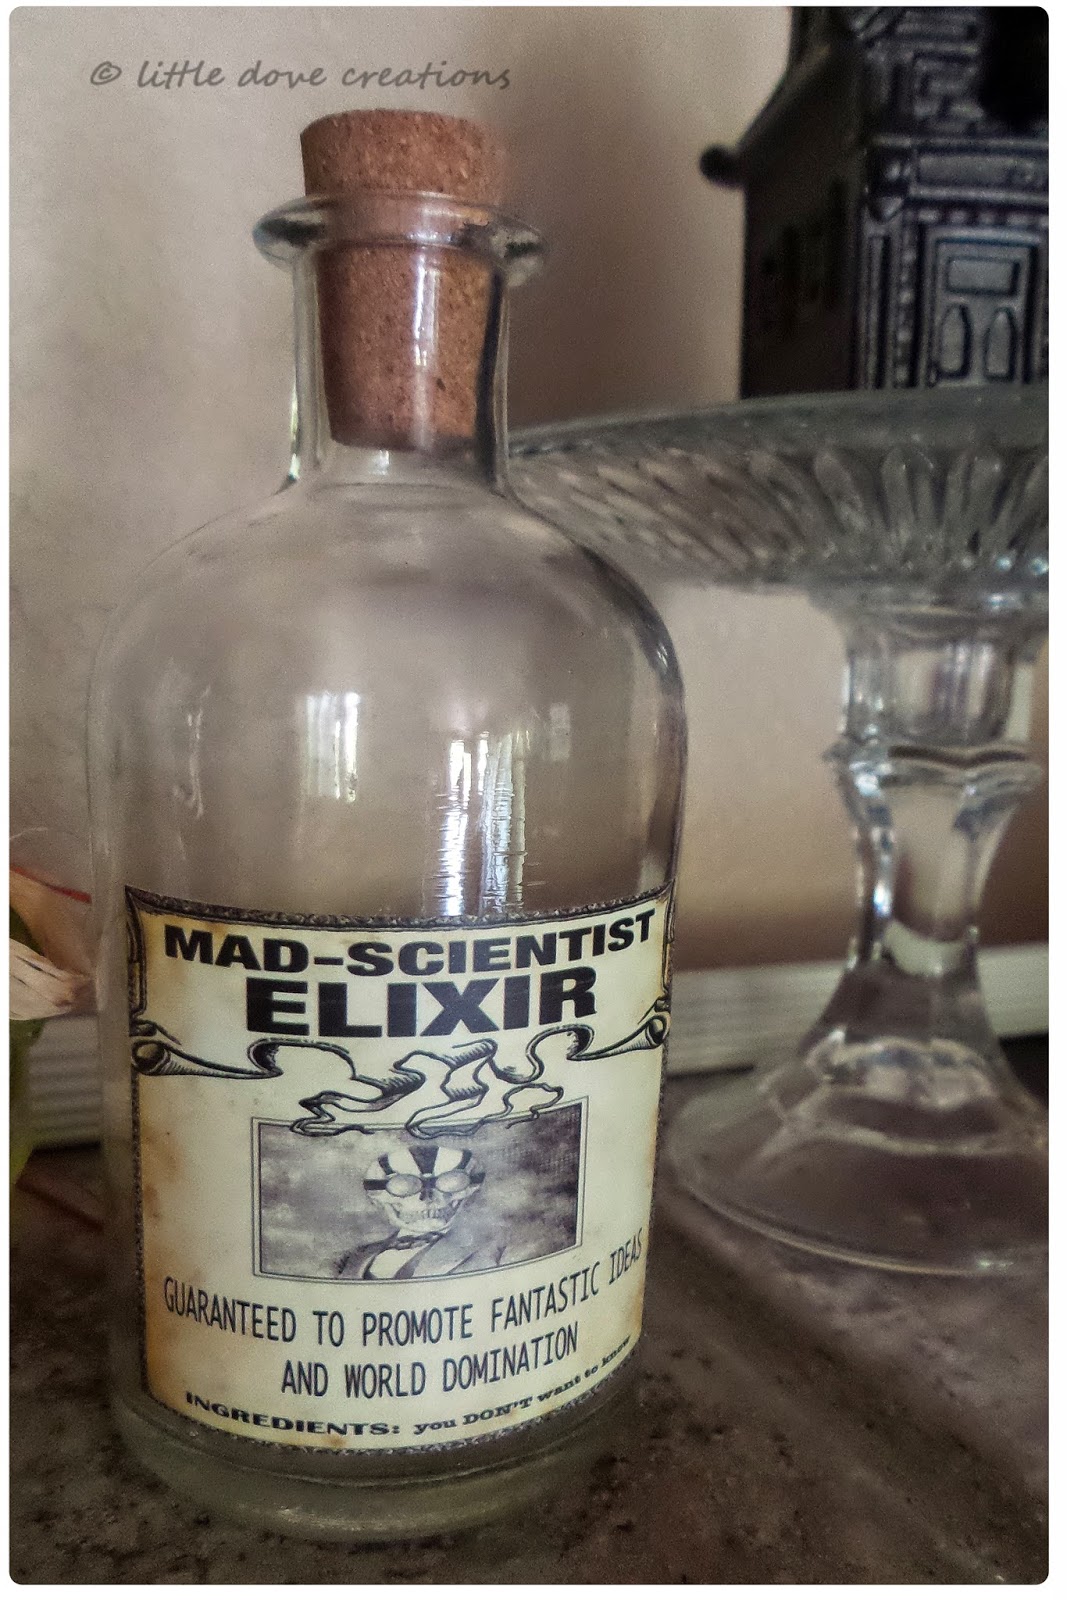 © little dove creations
MAD-SCIENTIST
ELIXIR
GUARANTEED TO PROMOTE FANTASTIC IDEAS
AND WORLD DOMINATION
INGREDIENTS: you DON'T want to know